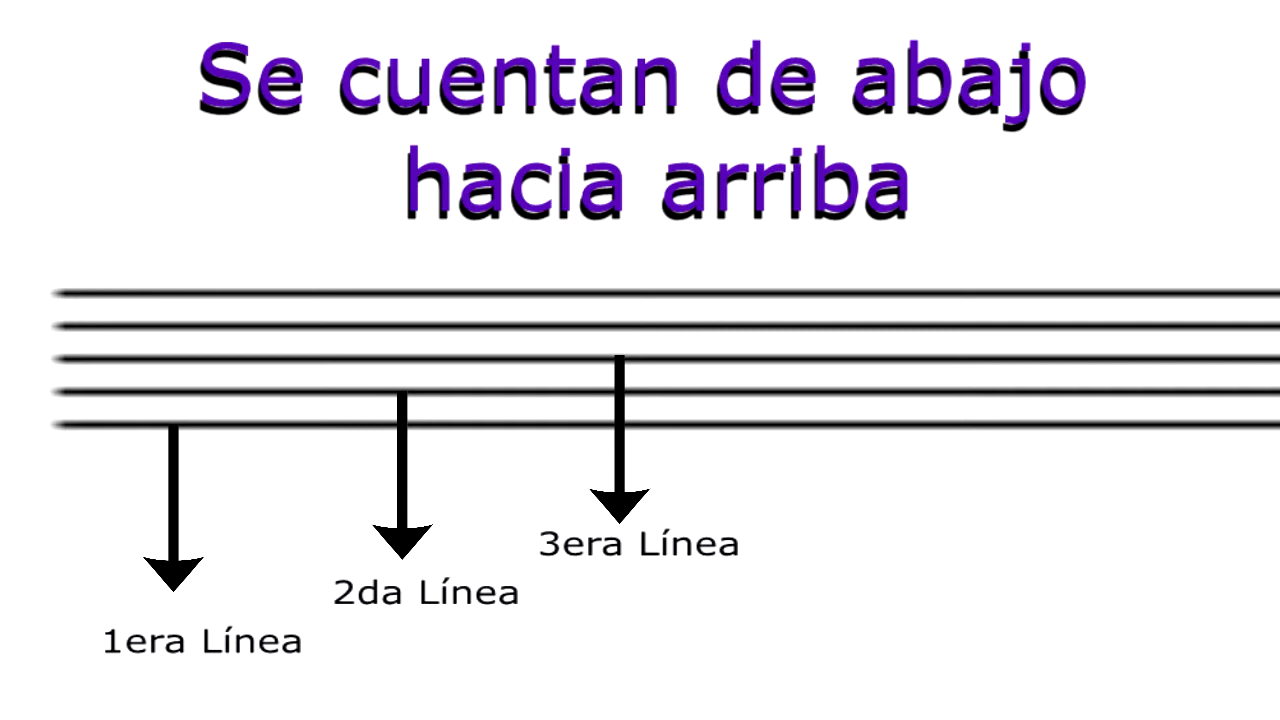 Se cuentan de abajo
hacia arriba
3era Línea
2da Línea
1era Línea